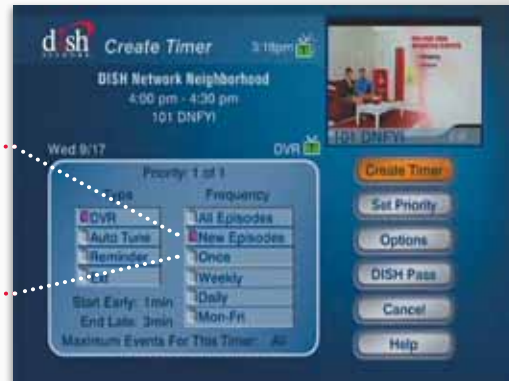 dish
NETWORK
Create Timer
3:18pm
DISH Network Neighborhood
4:00 pm - 4:30 pm
101 DNFYI
Wed 9/17
DVR
101 DNFYI
Priority: 1 of 1
Type
Frequency
DVR
Auto Tune
Reminder
All Episodes
New Episodes
Once
Weekly
Daily
Mon-Fri
Start Early: 1min
End Late: 3min
Maximum Events For This Timer: All
Create Timer
Set Priority
Options
DISH Pass
Cancel
Help